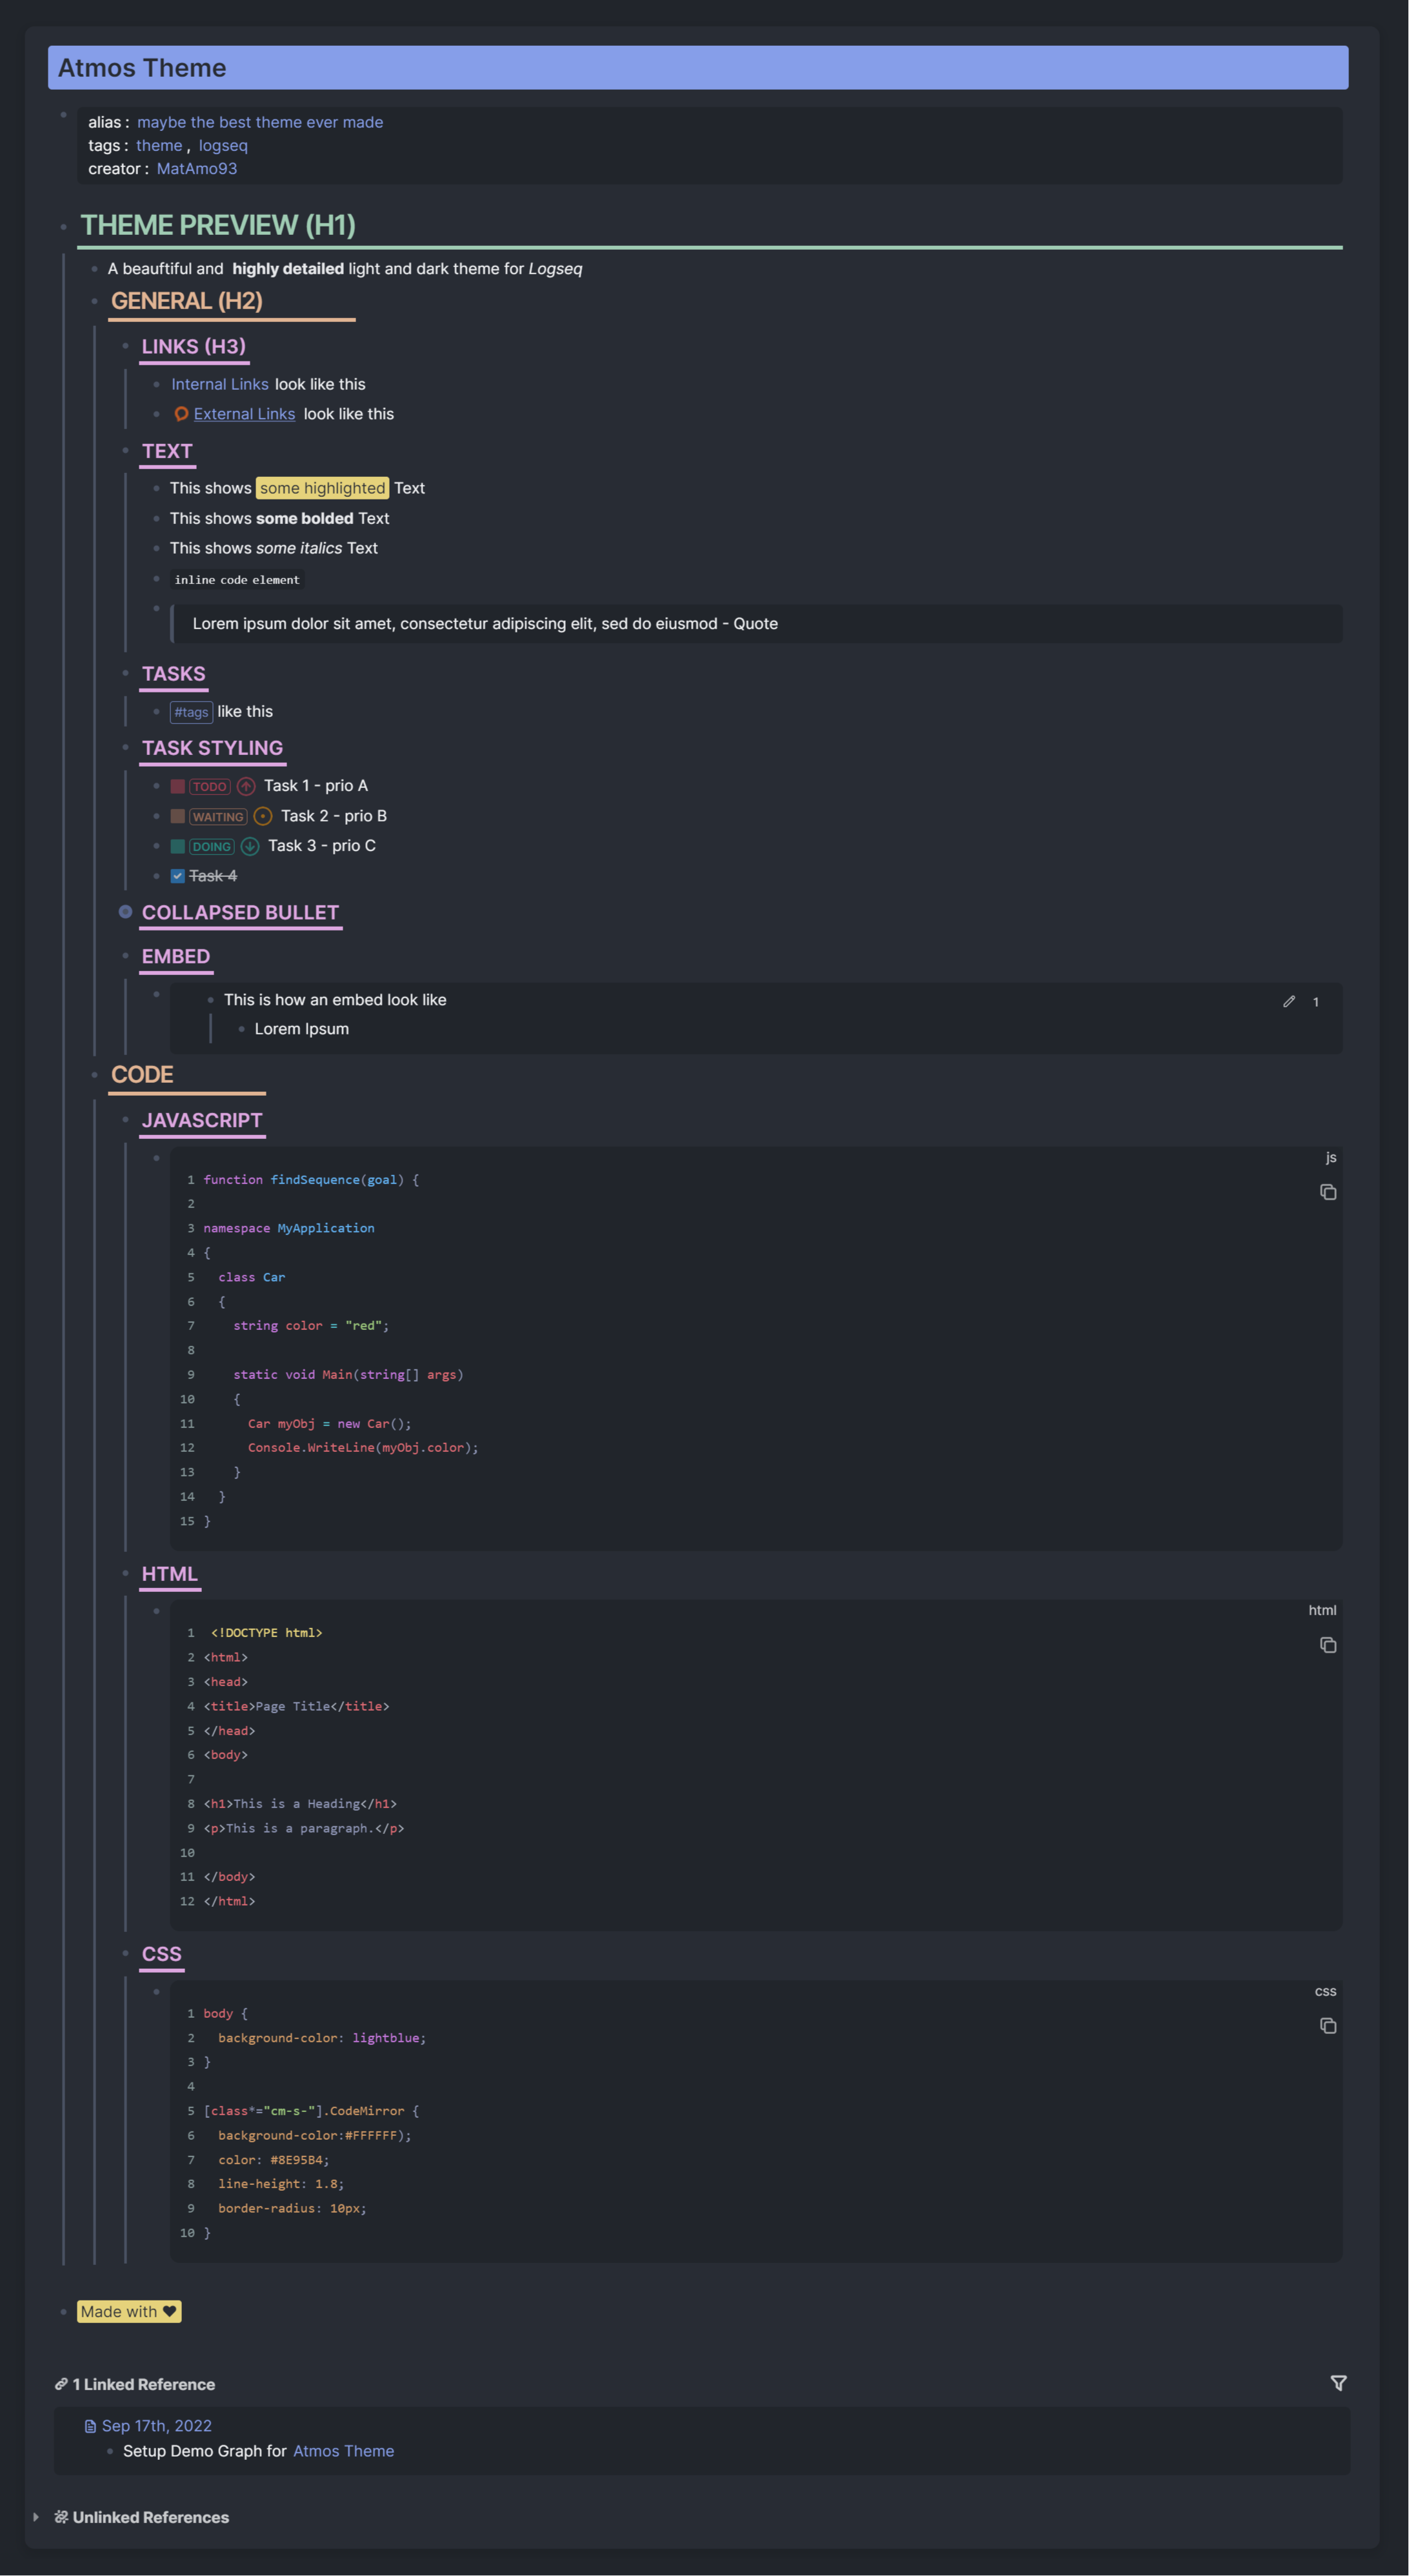 Atmos Theme
alias : maybe the best theme ever made
tags : theme , logseq
creator : MatAmo93
THEME PREVIEW (H1)
A beauftiful and highly detailed light and dark theme for Logseq
GENERAL (H2)
LINKS (H3)
Internal Links look like this
External Links look like this
TEXT
This shows some highlighted Text
This shows some bolded Text
This shows some italics Text
inline code element
Lorem ipsum dolor sit amet, consectetur adipiscing elit, sed do eiusmod - Quote
TASKS
#tags like this
TASK STYLING
TODO Task 1 - prio A
WAITING Task 2 - prio B
DOING Task 3 - prio C
Task 4
COLLAPSED BULLET
EMBED
This is how an embed look like 1
Lorem Ipsum
CODE
JAVASCRIPT
js
1 function findSequence(goal) {
2
3 namespace MyApplication
4 {
5   class Car
6   {
7     string color = "red";
8
9     static void Main(string[] args)
10     {
11       Car myObj = new Car();
12       Console.WriteLine(myObj.color);
13     }
14   }
15 }
HTML
html
1  <!DOCTYPE html>
2 <html>
3 <head>
4 <title>Page Title</title>
5 </head>
6 <body>
7
8 <h1>This is a Heading</h1>
9 <p>This is a paragraph.</p>
10
11 </body>
12 </html>
CSS
css
1 body {
2   background-color: lightblue;
3 }
4
5 [class*="cm-s-"].CodeMirror {
6   background-color:#FFFFFF);
7   color: #8E95B4;
8   line-height: 1.8;
9   border-radius: 10px;
10 }
Made with ♥
1 Linked Reference
Sep 17th, 2022
Setup Demo Graph for Atmos Theme
Unlinked References